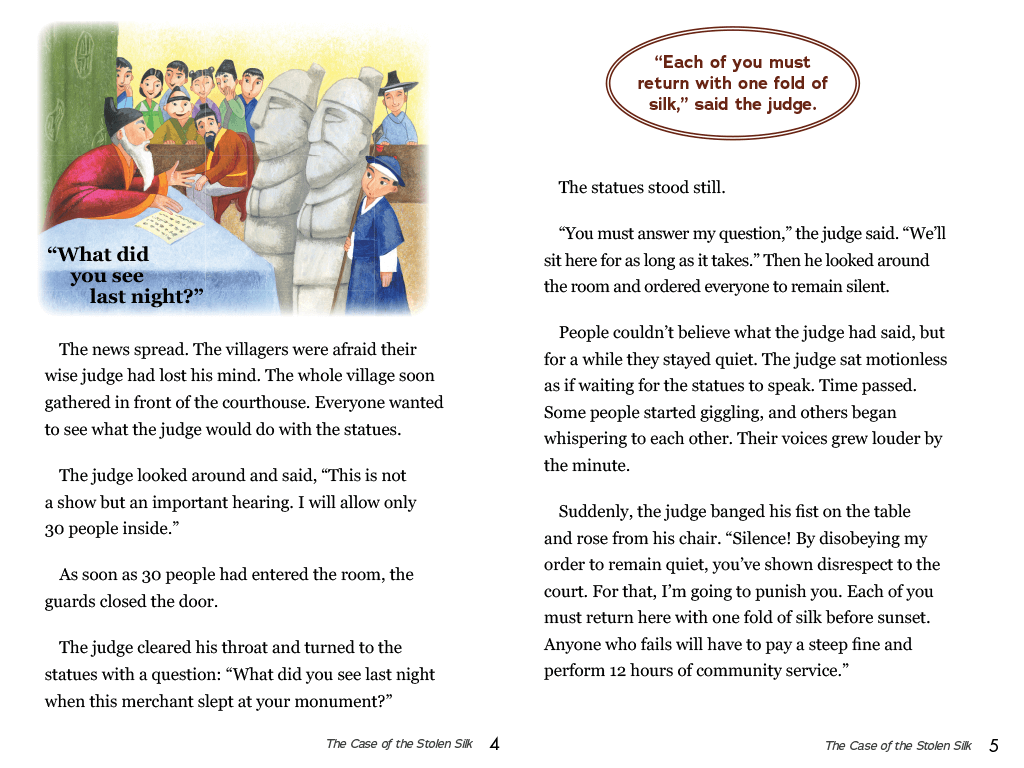 “What did
you see
last night?”
The news spread. The villagers were afraid their
wise judge had lost his mind. The whole village soon
gathered in front of the courthouse. Everyone wanted
to see what the judge would do with the statues.
The judge looked around and said, “This is not
a show but an important hearing. I will allow only
30 people inside.”
As soon as 30 people had entered the room, the
guards closed the door.
The judge cleared his throat and turned to the
statues with a question: “What did you see last night
when this merchant slept at your monument?”
The Case of the Stolen Silk 4
“Each of you must
return with one fold of
silk,” said the judge.
The statues stood still.
“You must answer my question,” the judge said. “We’ll
sit here for as long as it takes.” Then he looked around
the room and ordered everyone to remain silent.
People couldn’t believe what the judge had said, but
for a while they stayed quiet. The judge sat motionless
as if waiting for the statues to speak. Time passed.
Some people started giggling, and others began
whispering to each other. Their voices grew louder by
the minute.
Suddenly, the judge banged his fist on the table
and rose from his chair. “Silence! By disobeying my
order to remain quiet, you’ve shown disrespect to the
court. For that, I’m going to punish you. Each of you
must return here with one fold of silk before sunset.
Anyone who fails will have to pay a steep fine and
perform 12 hours of community service.”
The Case of the Stolen Silk 5